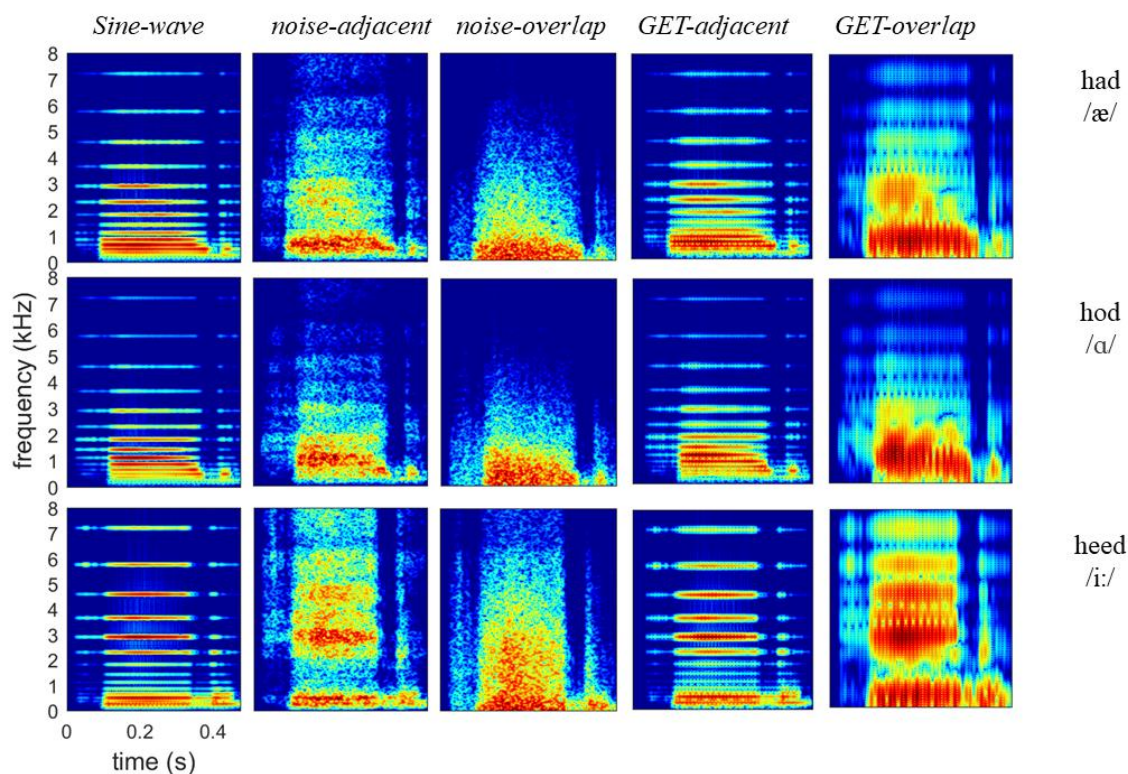 Sine-wave noise-adjacent noise-overlap GET-adjacent GET-overlap
8
7
6
5
4
3
2
1
0
had
/æ/
8
7
6
5
4
3
2
1
0
hod
/ɑ/
frequency (kHz)
8
7
6
5
4
3
2
1
0
heed
/i:/
0 0.2 0.4
time (s)